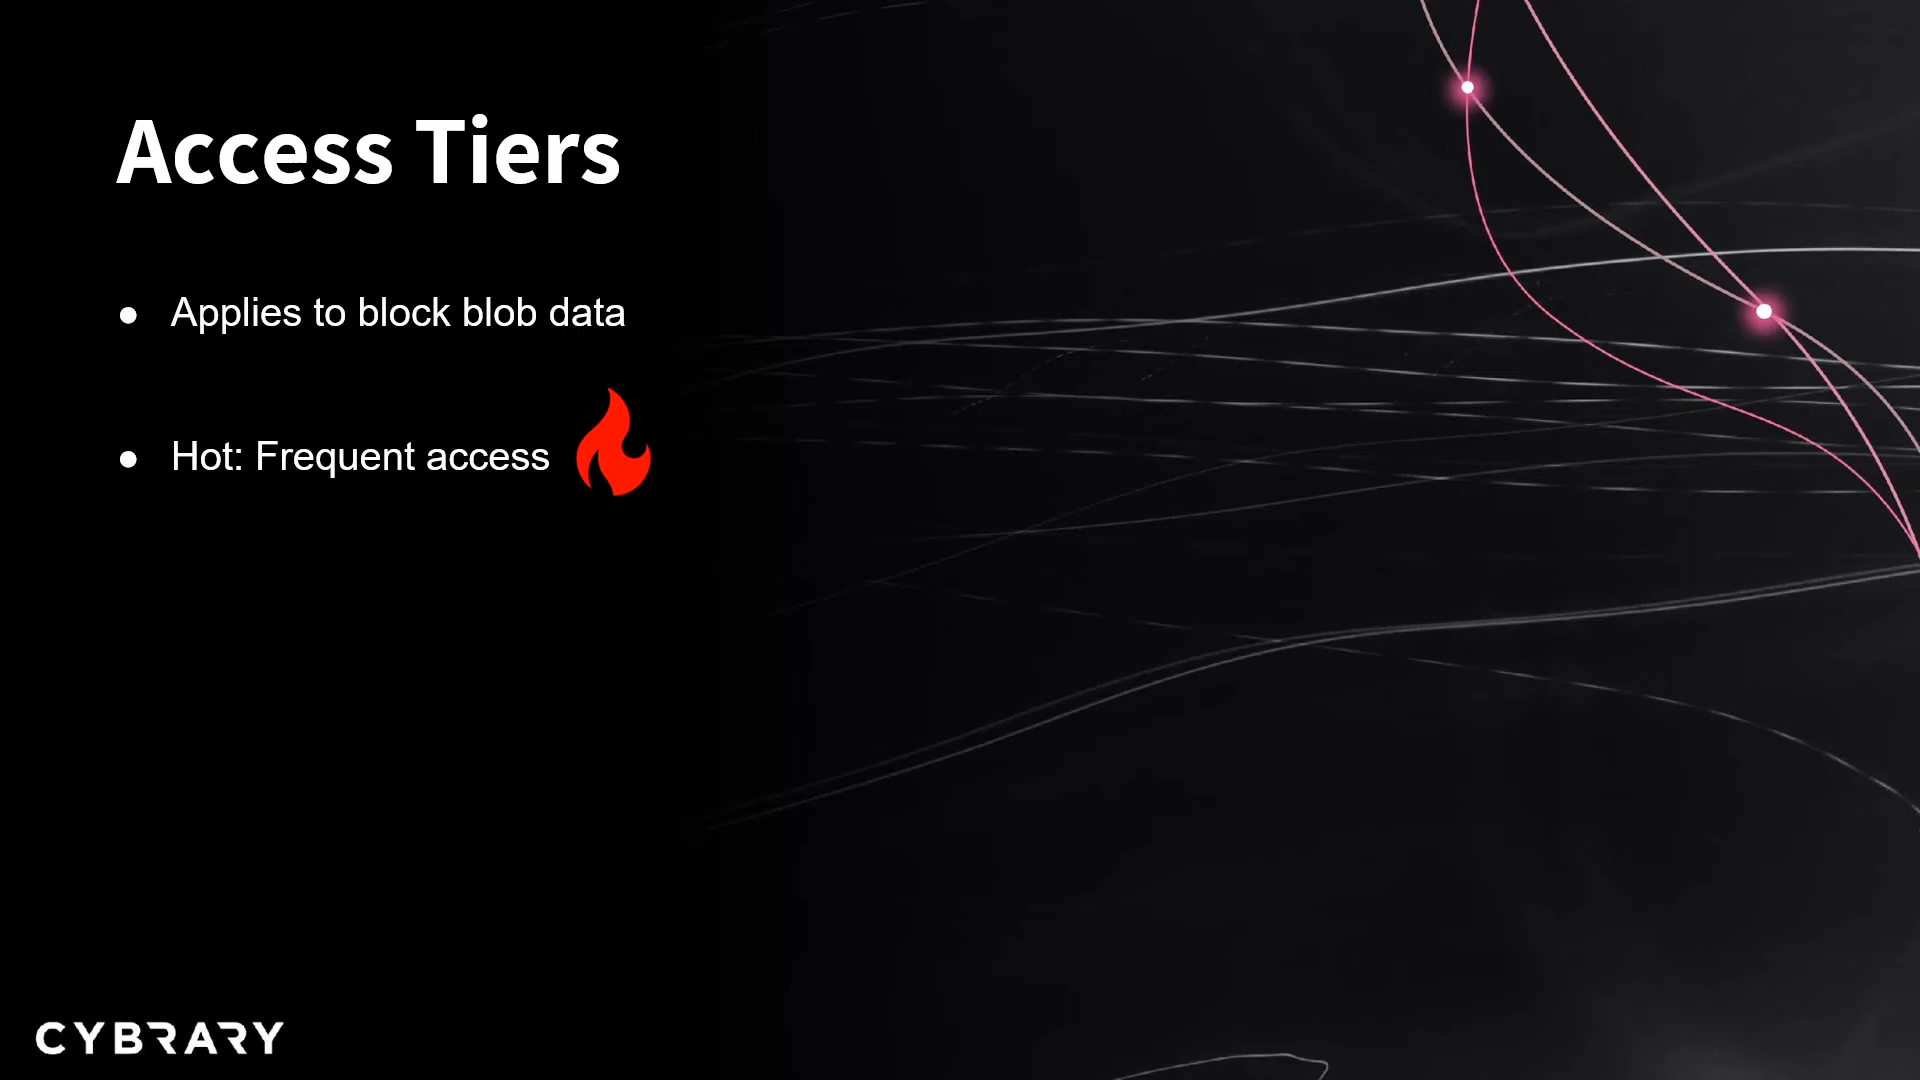 Access Tiers
● Applies to block blob data
● Hot: Frequent access
CYBRARY